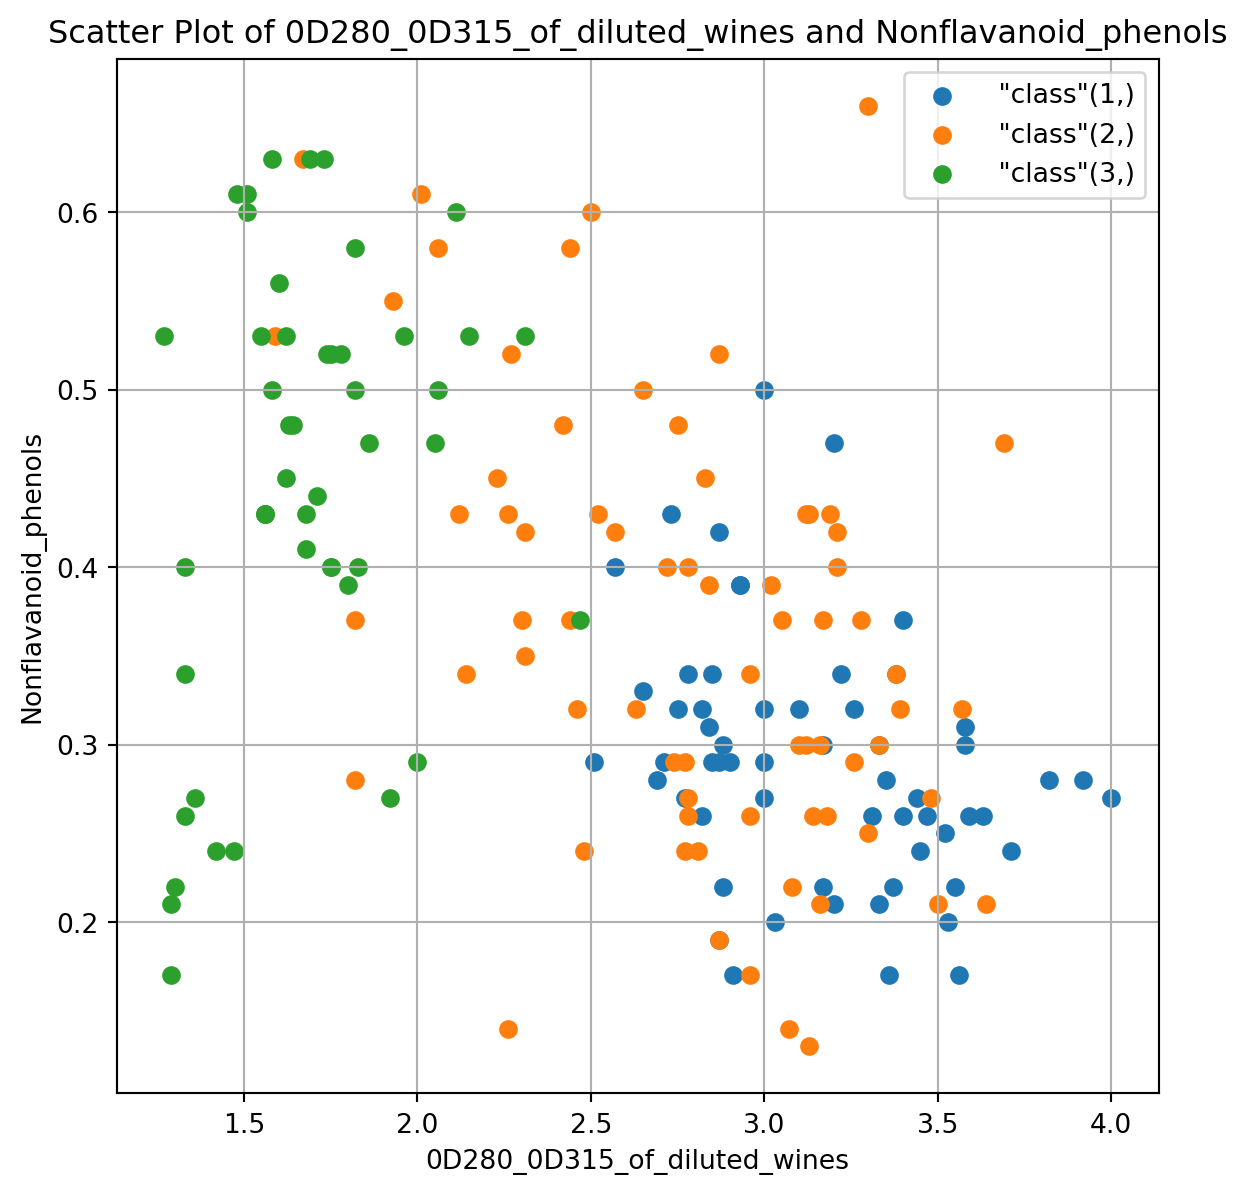 Scatter Plot of 0D280_0D315_of_diluted_wines and Nonflavanoid_phenols
"class"(1,)
"class"(2,)
"class"(3,)
0.6
0.5
0.4
0.3
0.2
Nonflavanoid_phenols
1.5 2.0 2.5 3.0 3.5 4.0
0D280_0D315_of_diluted_wines